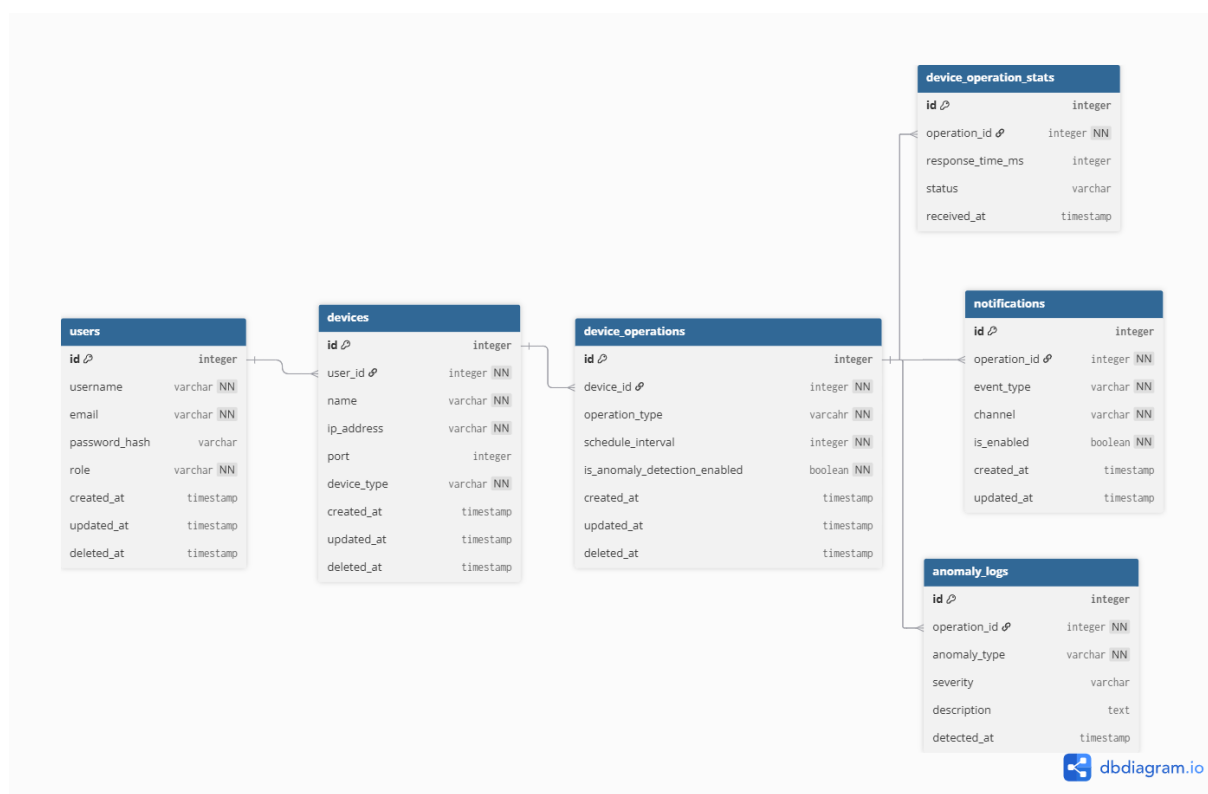 users
id integer
username varchar NN
email varchar NN
password_hash varchar
role varchar NN
created_at timestamp
updated_at timestamp
deleted_at timestamp
devices
id integer
user_id integer NN
name varchar NN
ip_address varchar NN
port integer
device_type varchar NN
created_at timestamp
updated_at timestamp
deleted_at timestamp
device_operations
id integer
device_id integer NN
operation_type varcahr NN
schedule_interval integer NN
is_anomaly_detection_enabled boolean NN
created_at timestamp
updated_at timestamp
deleted_at timestamp
device_operation_stats
id integer
operation_id integer NN
response_time_ms integer
status varchar
received_at timestamp
notifications
id integer
operation_id integer NN
event_type varchar NN
channel varchar NN
is_enabled boolean NN
created_at timestamp
updated_at timestamp
anomaly_logs
id integer
operation_id integer NN
anomaly_type varchar NN
severity varchar
description text
detected_at timestamp
dbdiagram.io